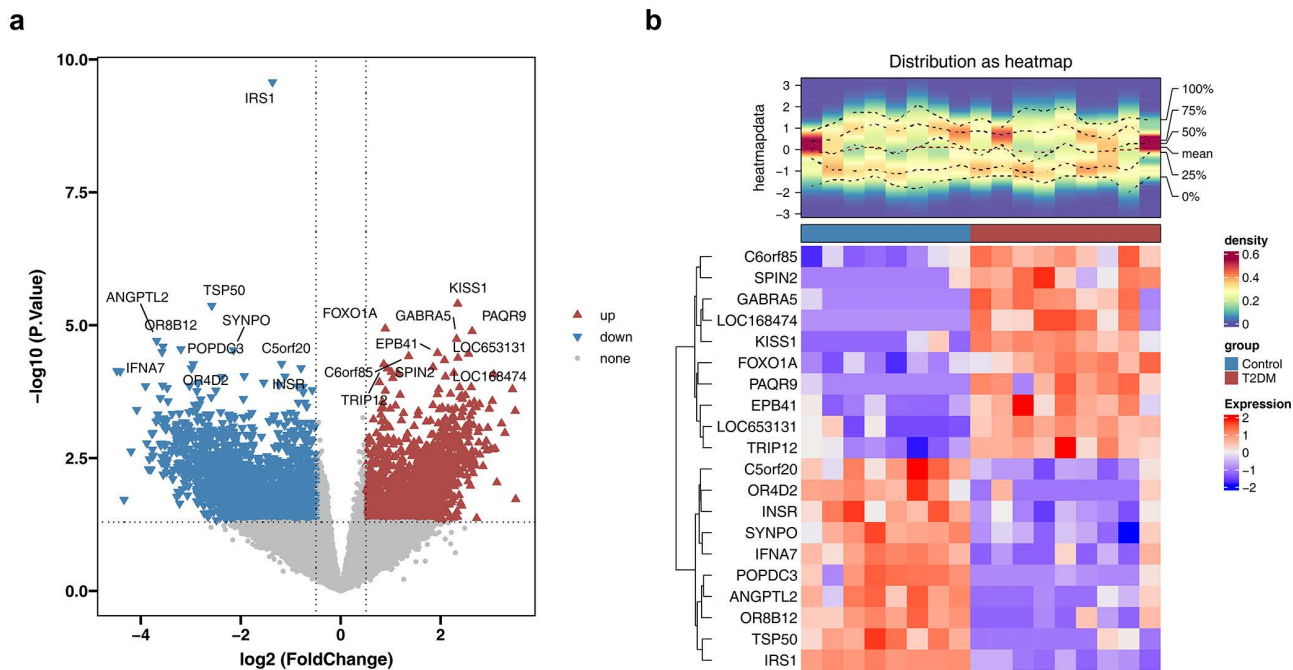 a
10.0
7.5
5.0
2.5
0.0
−log10 (P.Value)
−4
−2
0
2
log2 (FoldChange)
IRS1
ANGPTL2
TSP50
OR8B12
SYNPO
POPDC3
C5orf20
IFNA7
OR4D2
INSR
FOXO1A
KISS1
GABRA5
PAQR9
EPB41
LOC653131
C6orf85
SPIN2
LOC168474
TRIP12
up
down
none
b
Distribution as heatmap
heatmapdata
3
2
1
0
−1
−2
−3
100%
75%
50%
mean
25%
0%
C6orf85
SPIN2
GABRA5
LOC168474
KISS1
FOXO1A
PAQR9
EPB41
LOC653131
TRIP12
C5orf20
OR4D2
INSR
SYNPO
IFNA7
POPDC3
ANGPTL2
OR8B12
TSP50
IRS1
density
0.6
0.4
0.2
0
group
Control
T2DM
Expression
2
1
0
−1
−2